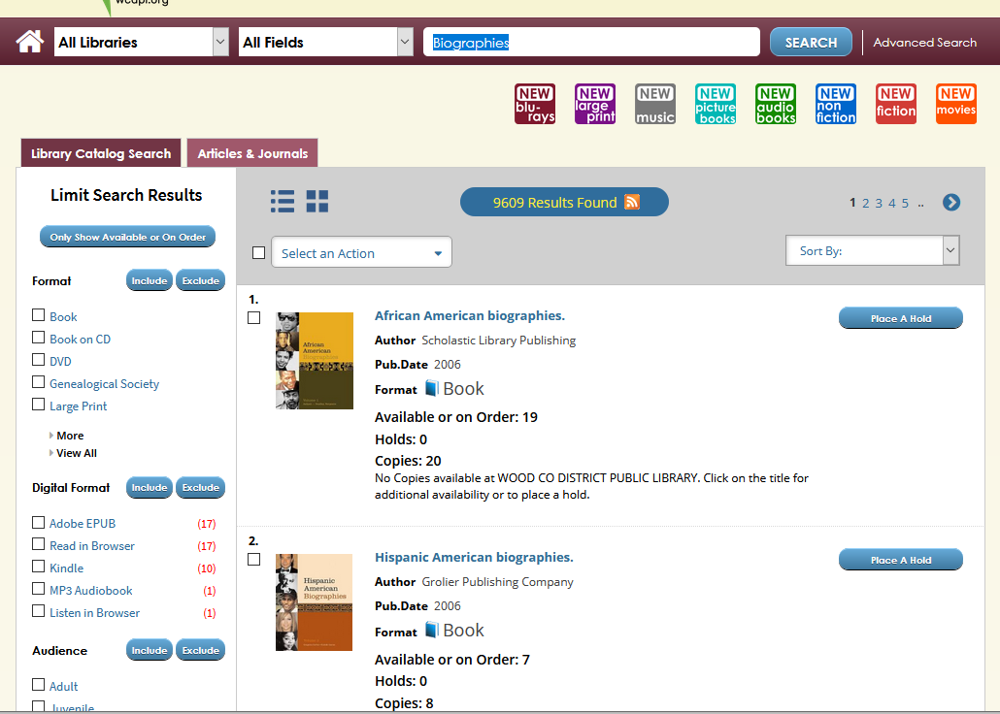 wcdpl.org
All Libraries
All Fields
Biographies
SEARCH
Advanced Search
NEW blu-rays
NEW large print
NEW music
NEW picture books
NEW audio books
NEW non fiction
NEW fiction
NEW movies
Library Catalog Search
Articles & Journals
Limit Search Results
Only Show Available or On Order
Format
Include
Exclude
Book
Book on CD
DVD
Genealogical Society
Large Print
More
View All
Digital Format
Include
Exclude
Adobe EPUB (17)
Read in Browser (17)
Kindle (10)
MP3 Audiobook (1)
Listen in Browser (1)
Audience
Include
Exclude
Adult
Juvenile
9609 Results Found
1 2 3 4 5 ..
Select an Action
Sort By:
1.
African American Biographies
African American biographies.
Place A Hold
Author Scholastic Library Publishing
Pub.Date 2006
Format Book
Available or on Order: 19
Holds: 0
Copies: 20
No Copies available at WOOD CO DISTRICT PUBLIC LIBRARY. Click on the title for
additional availability or to place a hold.
2.
Hispanic American Biographies
Hispanic American biographies.
Place A Hold
Author Grolier Publishing Company
Pub.Date 2006
Format Book
Available or on Order: 7
Holds: 0
Copies: 8